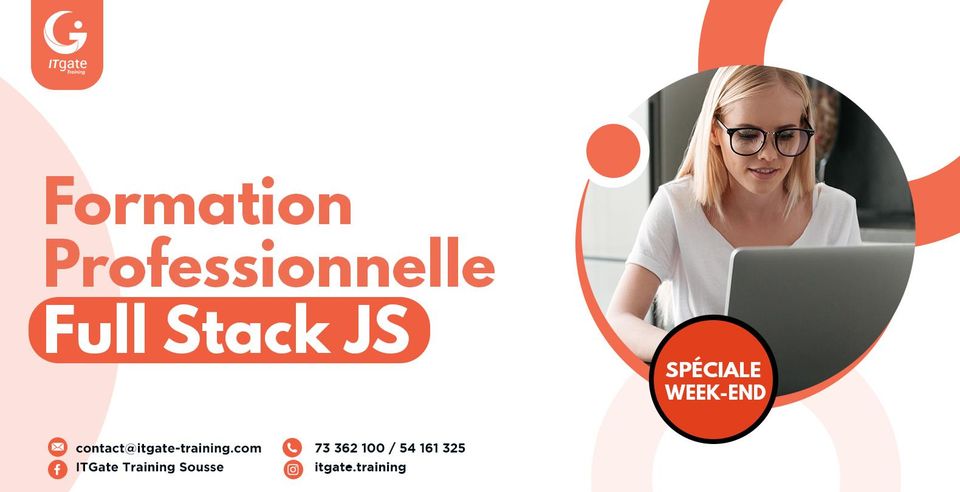 ITgate
Training
Formation
Professionnelle
Full Stack JS
SPÉCIALE
WEEK-END
contact@itgate-training.com
73 362 100 / 54 161 325
ITGate Training Sousse
itgate.training